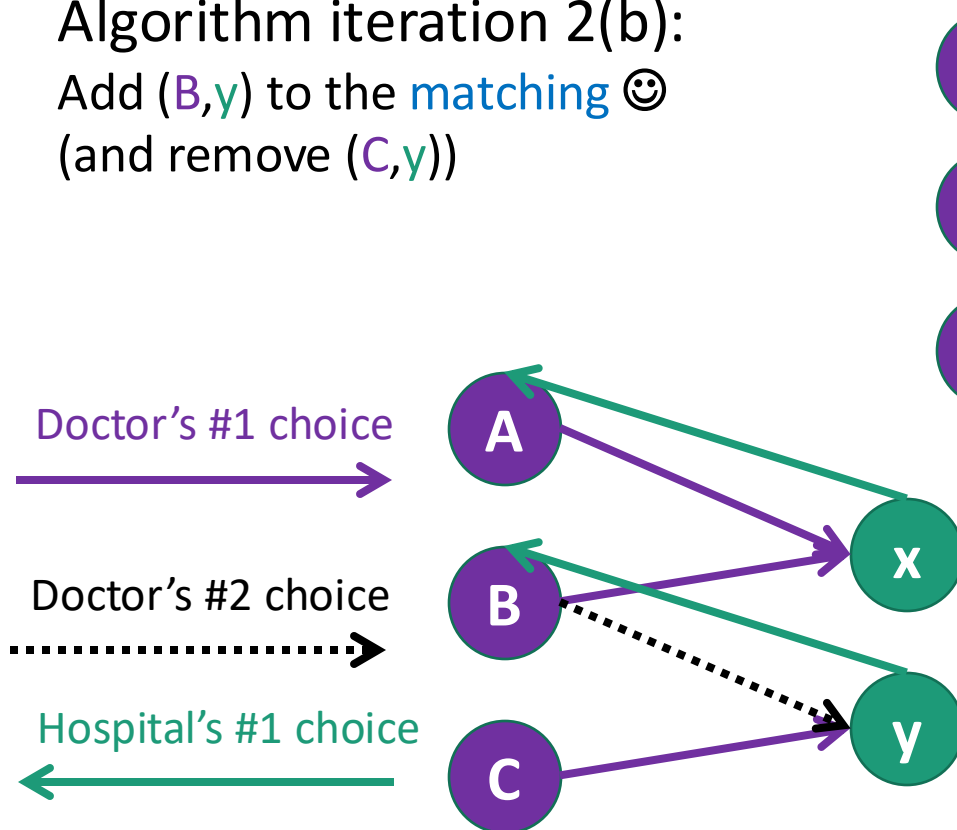 Algorithm iteration 2(b):
Add (B,y) to the matching ☺
(and remove (C,y))
Doctor’s #1 choice
A
x
Doctor’s #2 choice
B
Hospital’s #1 choice
y
C